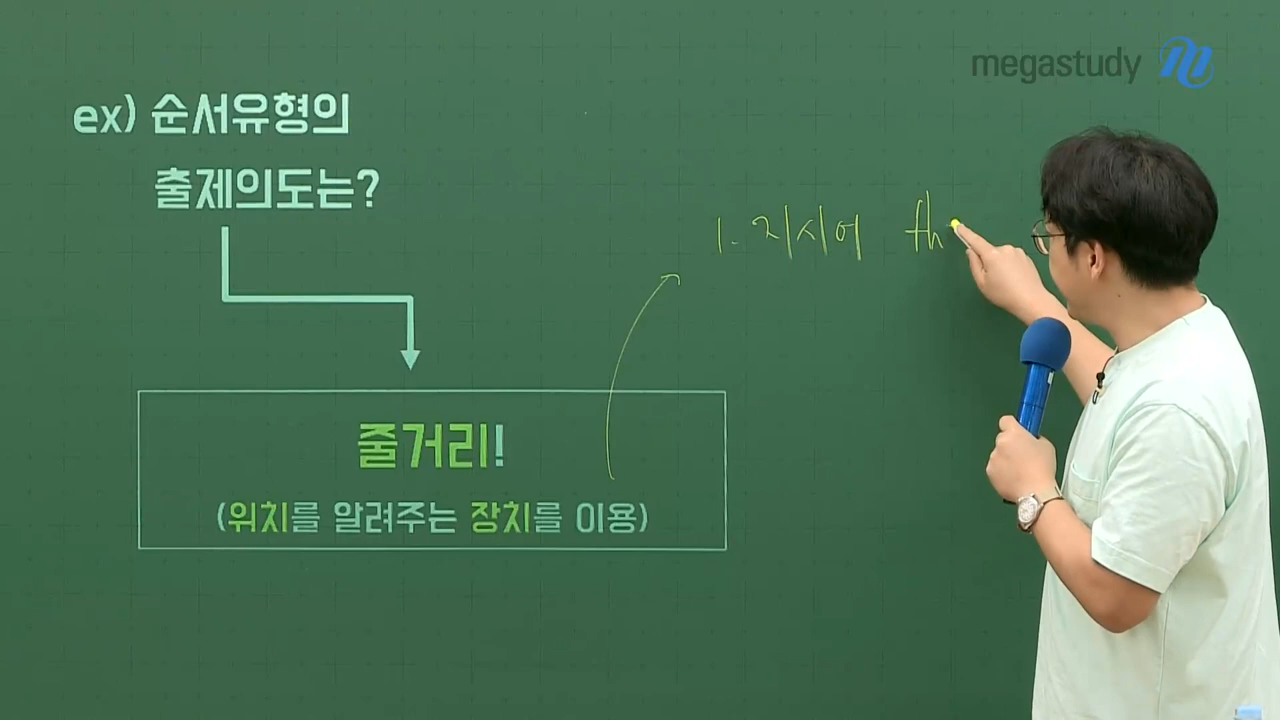 megastudy
ex) 순서유형의
출제의도는?
1. 지시어 th
줄거리!
(위치를 알려주는 장치를 이용)